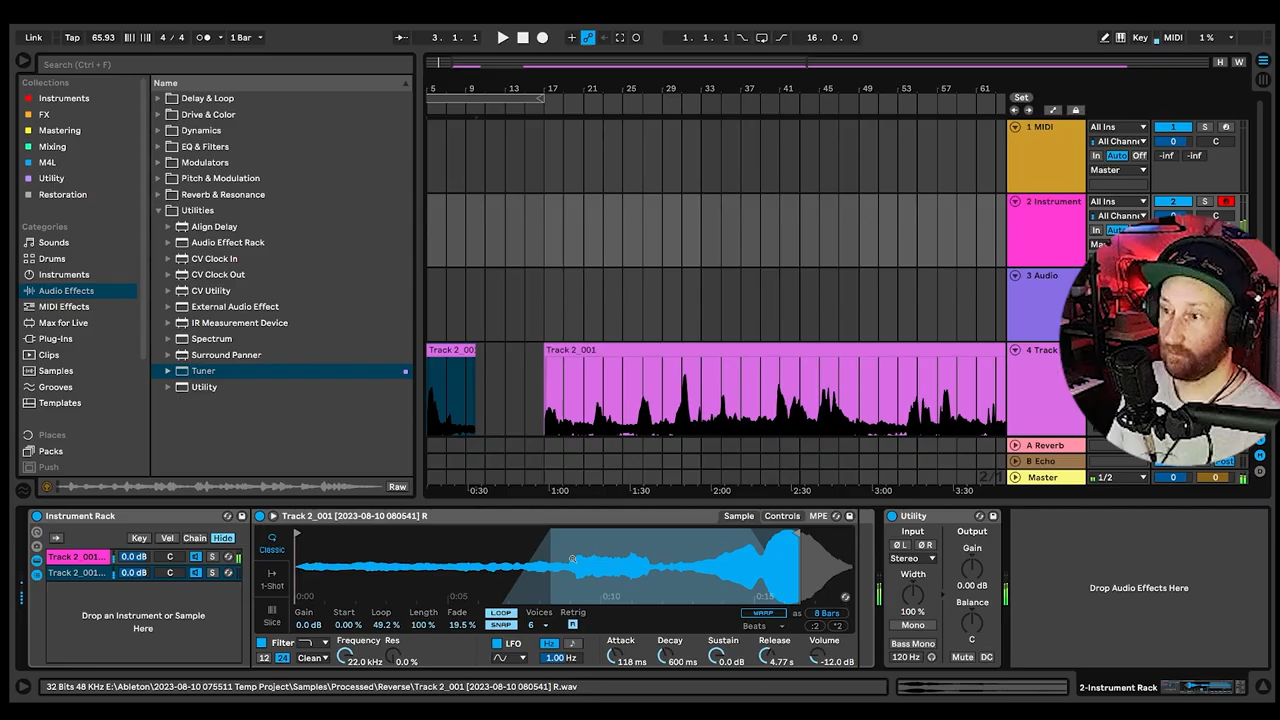 Link Tap 65.93 4 / 4 1 Bar 3. 1. 1 1. 1. 1 16. 0. 0 Key MIDI 1 %
Search (Ctrl + F)
H W
Collections
Instruments
FX
Mastering
Mixing
M4L
Utility
Restoration
Categories
Sounds
Drums
Instruments
Audio Effects
MIDI Effects
Max for Live
Plug-Ins
Clips
Samples
Grooves
Templates
Places
Packs
Push
Name
Delay & Loop
Drive & Color
Dynamics
EQ & Filters
Modulators
Pitch & Modulation
Reverb & Resonance
Utilities
Align Delay
Audio Effect Rack
CV Clock In
CV Clock Out
CV Utility
External Audio Effect
IR Measurement Device
Spectrum
Surround Panner
Tuner
Utility
Raw
5 9 17 21 25 29 33 37 41 45 49 53 57 61
Set
1 MIDI All Ins 1 S
All Channe 0 C
In Auto Off -inf -inf
Master
2 Instrument All Ins 2 S
All Channe 0 C
In
3 Audio
Track 2_001 Track 2_001 4 Track
A Reverb
B Echo Post
2/1 Master 1/2 0 0
0:30 1:00 1:30 2:00 2:30 3:00 3:30
Instrument Rack
Key Vel Chain Hide
Track 2_001... 0.0 dB C S
Track 2_001... 0.0 dB C S
Drop an Instrument or Sample
Here
Track 2_001 [2023-08-10 080541] R Sample Controls MPE
Classic
1-Shot
Slice
0:00 0:05 0:10 0:15
Gain Start Loop Length Fade LOOP Voices Retrig WARP as 8 Bars
0.0 dB 0.00 % 49.2 % 100 % 19.5 % SNAP 6 R Beats :2 *2
Filter Frequency Res LFO Hz Attack Decay Sustain Release Volume
12 24 Clean 22.0 kHz 0.0 % 1.00 Hz 118 ms 600 ms 0.0 dB 4.77 s -12.0 dB
Utility
Input Output
Ø L Ø R Gain
Stereo
Width 0.00 dB
Balance
100 %
Mono
Bass Mono C
120 Hz Mute DC
Drop Audio Effects Here
32 Bits 48 KHz E:\Ableton\2023-08-10 075511 Temp Project\Samples\Processed\Reverse\Track 2_001 [2023-08-10 080541] R.wav
2-Instrument Rack